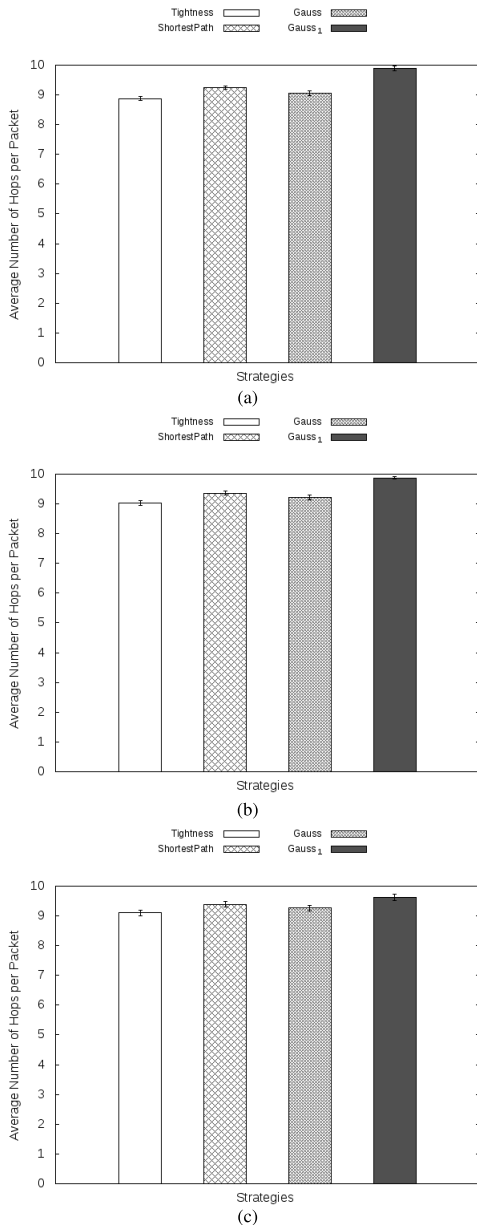 Tightness
ShortestPath
Gauss
Gauss1
Average Number of Hops per Packet
10
9
8
7
6
5
4
3
2
1
0
Strategies
(a)
Tightness
ShortestPath
Gauss
Gauss1
Average Number of Hops per Packet
10
9
8
7
6
5
4
3
2
1
0
Strategies
(b)
Tightness
ShortestPath
Gauss
Gauss1
Average Number of Hops per Packet
10
9
8
7
6
5
4
3
2
1
0
Strategies
(c)